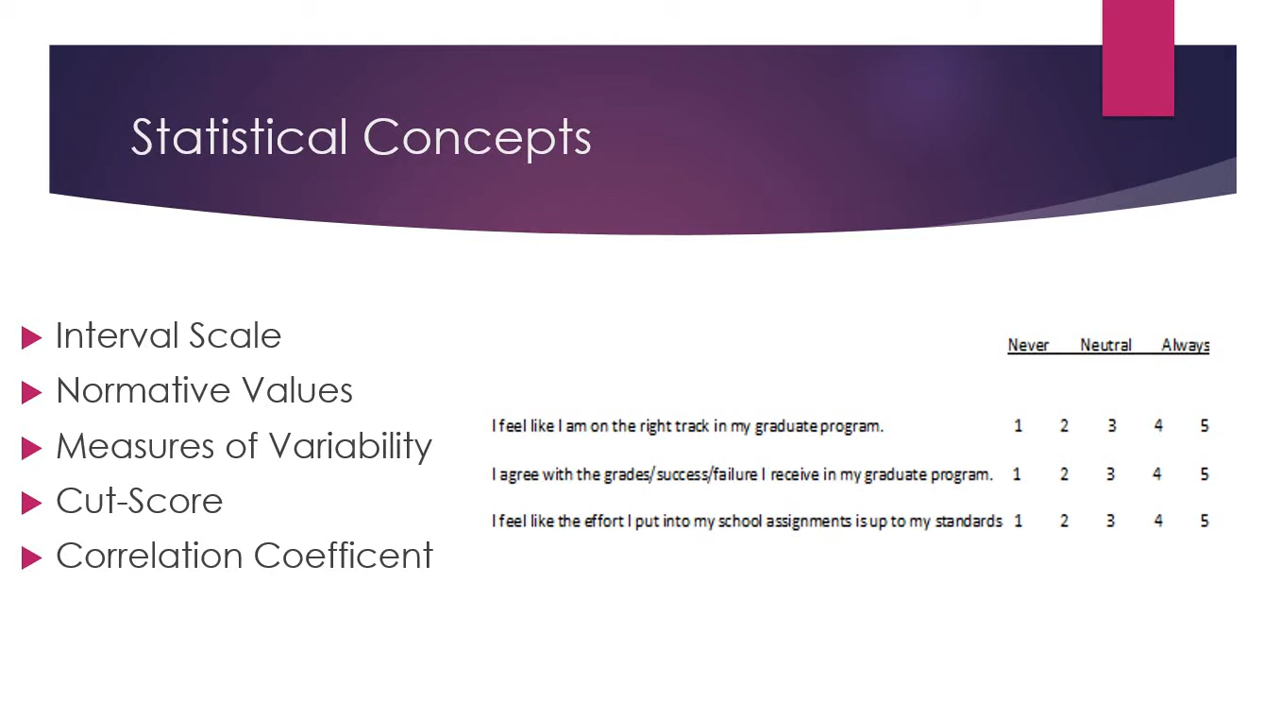 Statistical Concepts
Interval Scale
Normative Values
Measures of Variability
Cut-Score
Correlation Coefficent
Never Neutral Always
I feel like I am on the right track in my graduate program. 1 2 3 4 5
I agree with the grades/success/failure I receive in my graduate program. 1 2 3 4 5
I feel like the effort I put into my school assignments is up to my standards 1 2 3 4 5